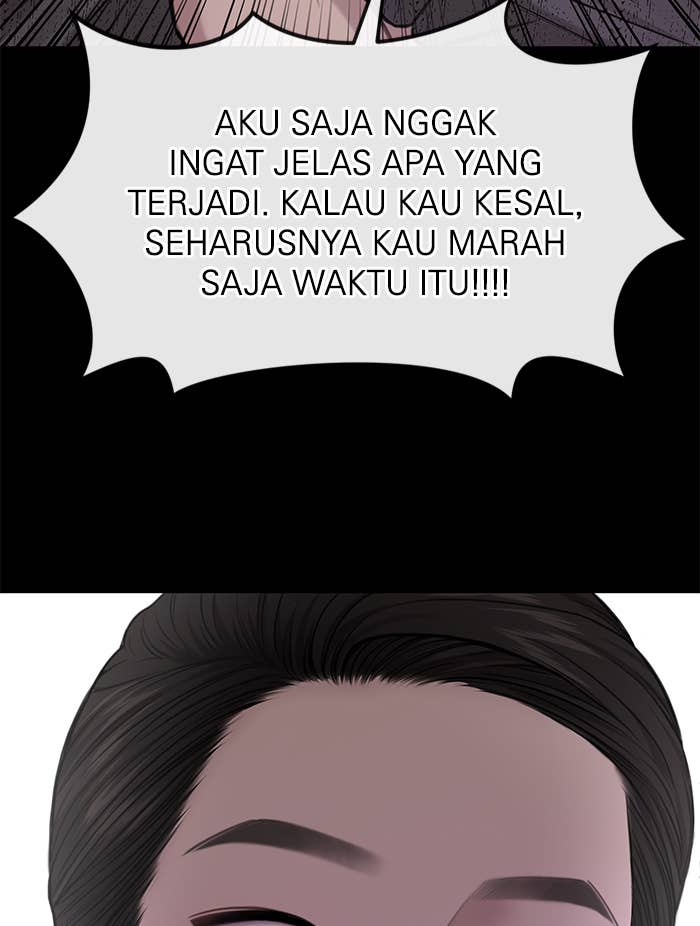 AKU SAJA NGGAK
INGAT JELAS APA YANG
TERJADI. KALAU KAU KESAL,
SEHARUSNYA KAU MARAH
SAJA WAKTU ITU!!!!